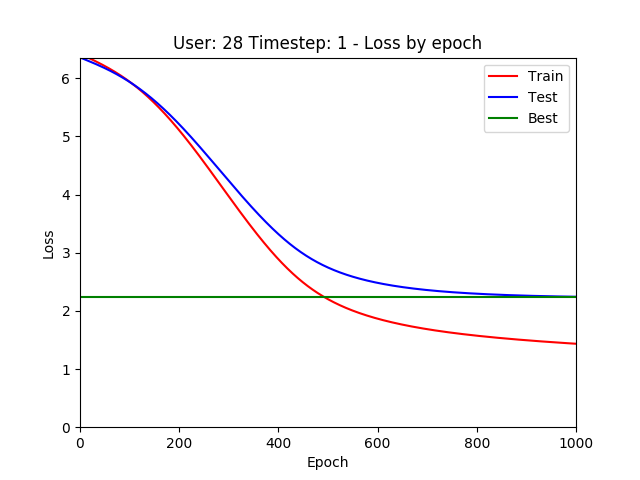 User: 28 Timestep: 1 - Loss by epoch
Train
Test
Best
Loss
6
5
4
3
2
1
0
0 200 400 600 800 1000
Epoch